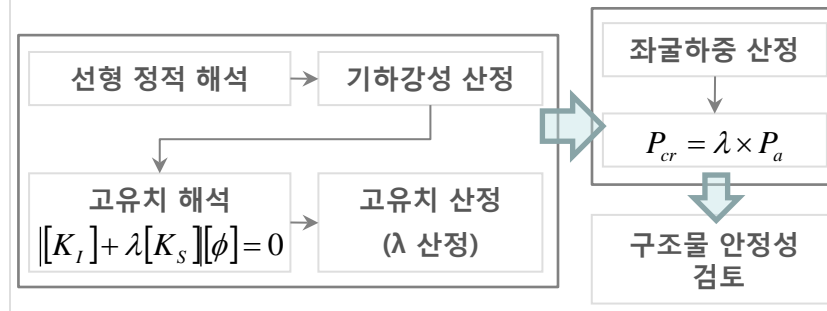 선형 정적 해석
기하강성 산정
고유치 해석
|[K_I]+λ[K_S]|[ϕ]=0
고유치 산정
(λ 산정)
좌굴하중 산정
P_cr = λ × P_a
구조물 안정성
검토